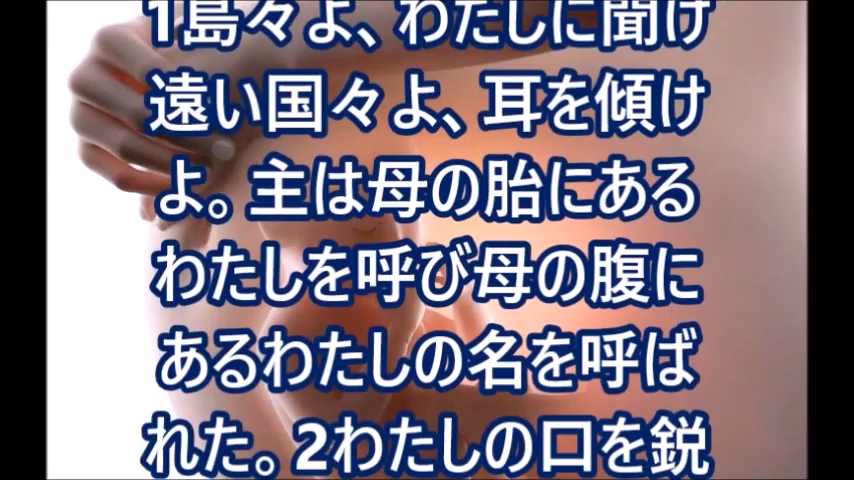 1島々よ、わたしに聞け
遠い国々よ、耳を傾け
よ。主は母の胎にある
わたしを呼び母の腹に
あるわたしの名を呼ば
れた。2わたしの口を鋭